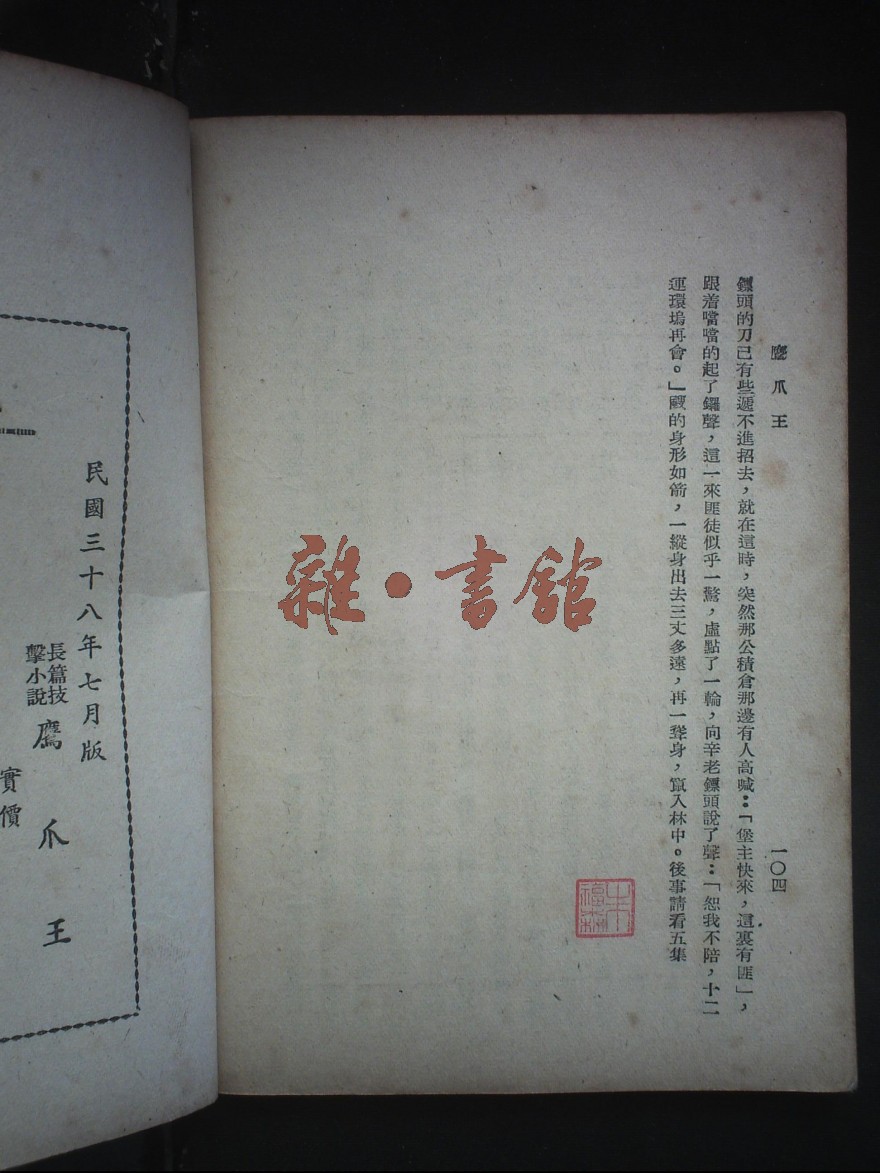 鷹爪王
一〇四
鏢頭的刀已有些遞不進招去，就在這時，突然那公積倉那邊有人高喊：「堡主快來，這裏有匪」，
跟着噹噹的起了鑼聲，這一來匪徒似乎一驚，虛點了一輪，向辛老鏢頭說了聲：「恕我不陪，十二
連環塢再會。」颼的身形如箭，一縱身出去三丈多遠，再一聳身，竄入林中。後事請看五集
雜·書館
民國三十八年七月版
長篇技
擊小說
鷹爪王
實價